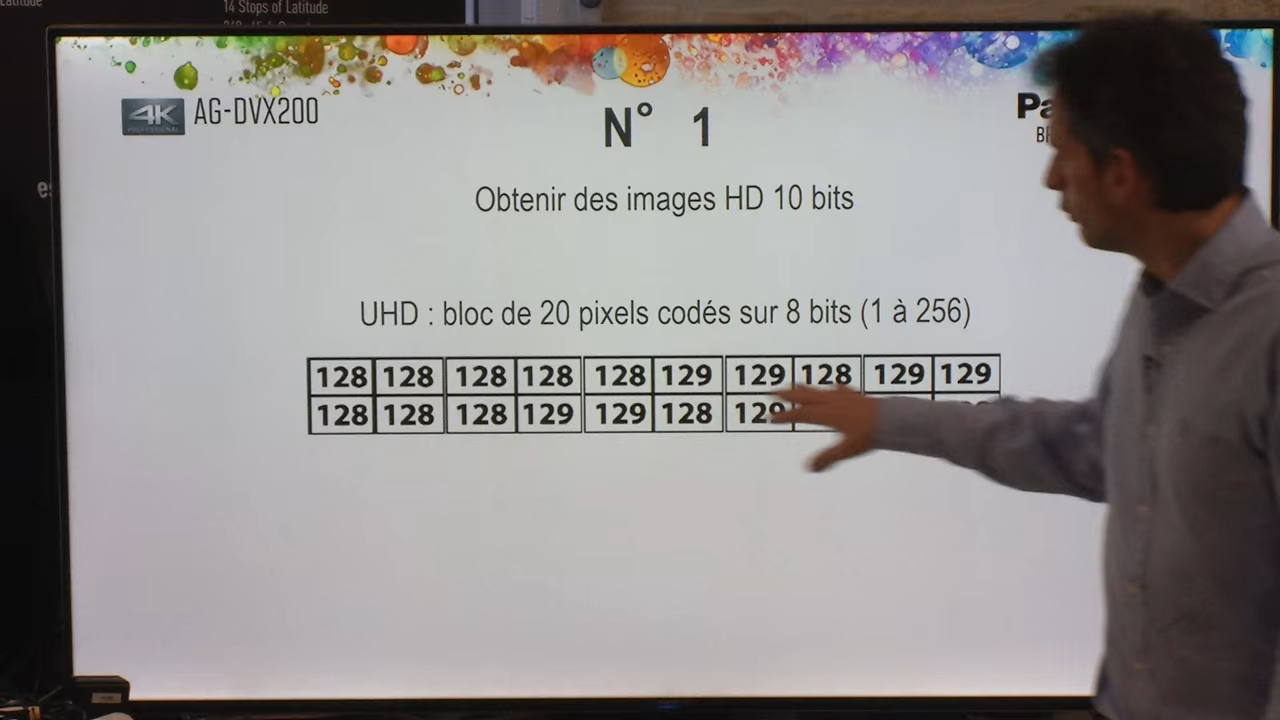 14 Stops of Latitude
4K
PROFESSIONAL
AG-DVX200
N° 1
Obtenir des images HD 10 bits
UHD : bloc de 20 pixels codés sur 8 bits (1 à 256)
128 128 128 128 128 129 129 128 129 129
128 128 128 129 129 128 129